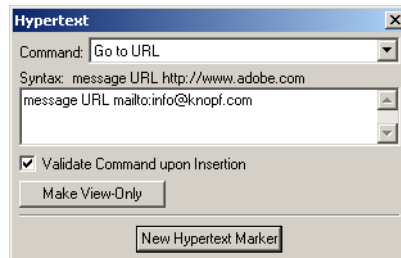 Hypertext
Command: Go to URL
Syntax: message URL http://www.adobe.com
message URL mailto:info@knopf.com
Validate Command upon Insertion
Make View-Only
New Hypertext Marker